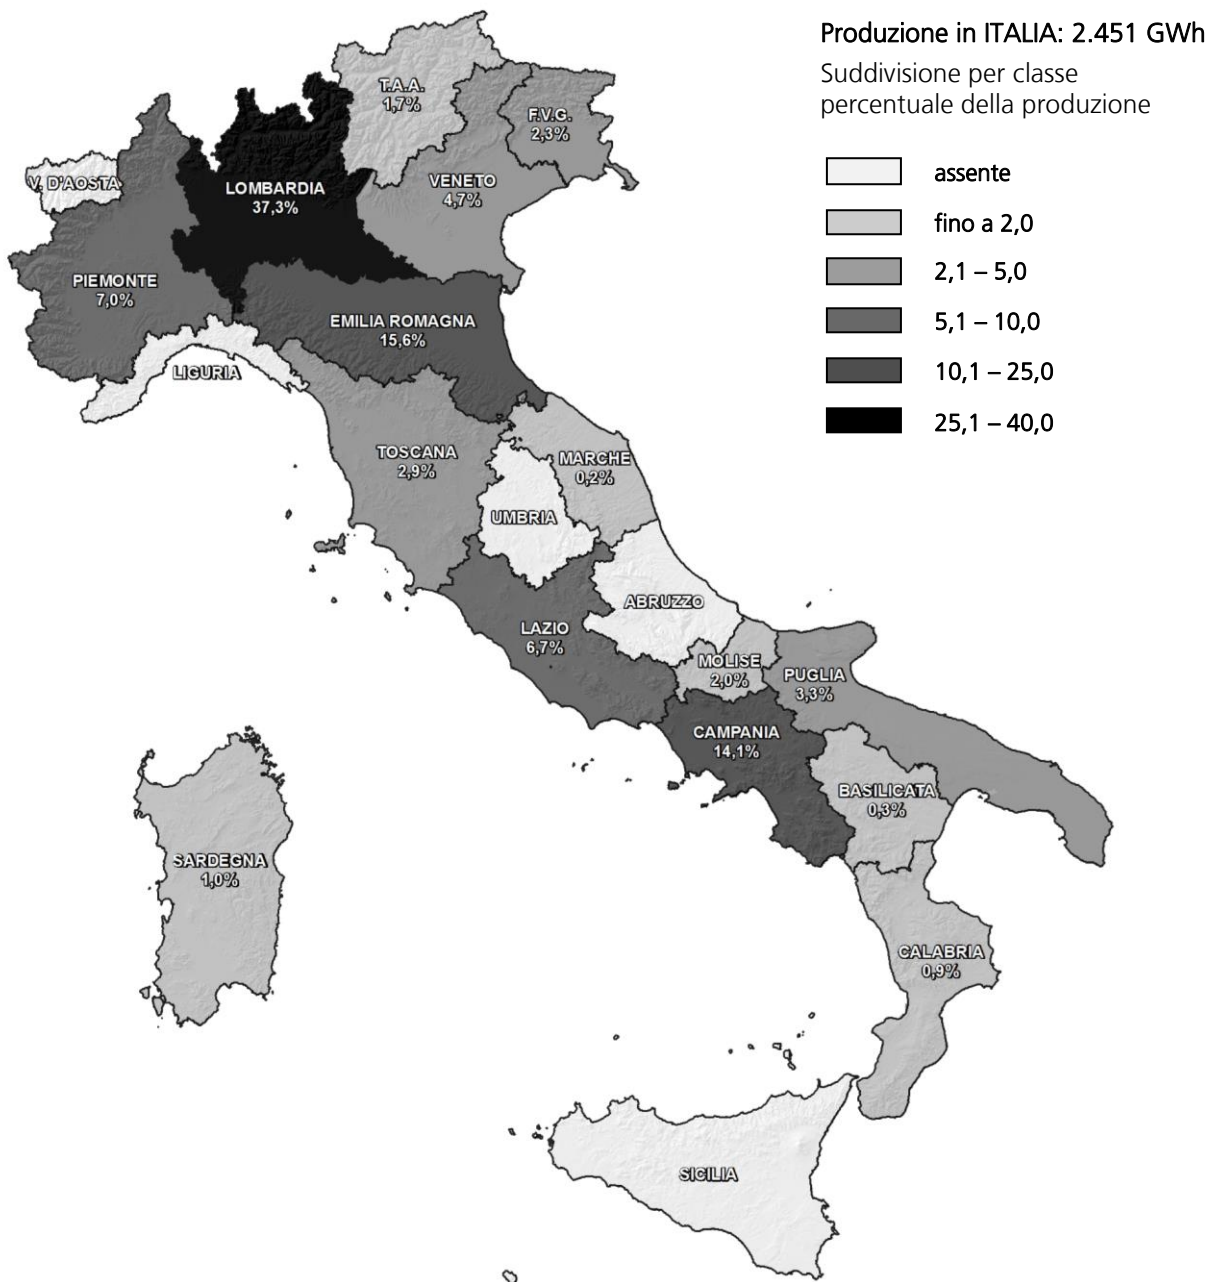 Produzione in ITALIA: 2.451 GWh
Suddivisione per classe
percentuale della produzione
assente
fino a 2,0
2,1 – 5,0
5,1 – 10,0
10,1 – 25,0
25,1 – 40,0
T.A.A.
1,7%
F.V.G.
2,3%
V. D'AOSTA
LOMBARDIA
37,3%
VENETO
4,7%
PIEMONTE
7,0%
EMILIA ROMAGNA
15,6%
LIGURIA
TOSCANA
2,9%
MARCHE
0,2%
UMBRIA
ABRUZZO
LAZIO
6,7%
MOLISE
2,0%
PUGLIA
3,3%
CAMPANIA
14,1%
BASILICATA
0,3%
SARDEGNA
1,0%
CALABRIA
0,9%
SICILIA